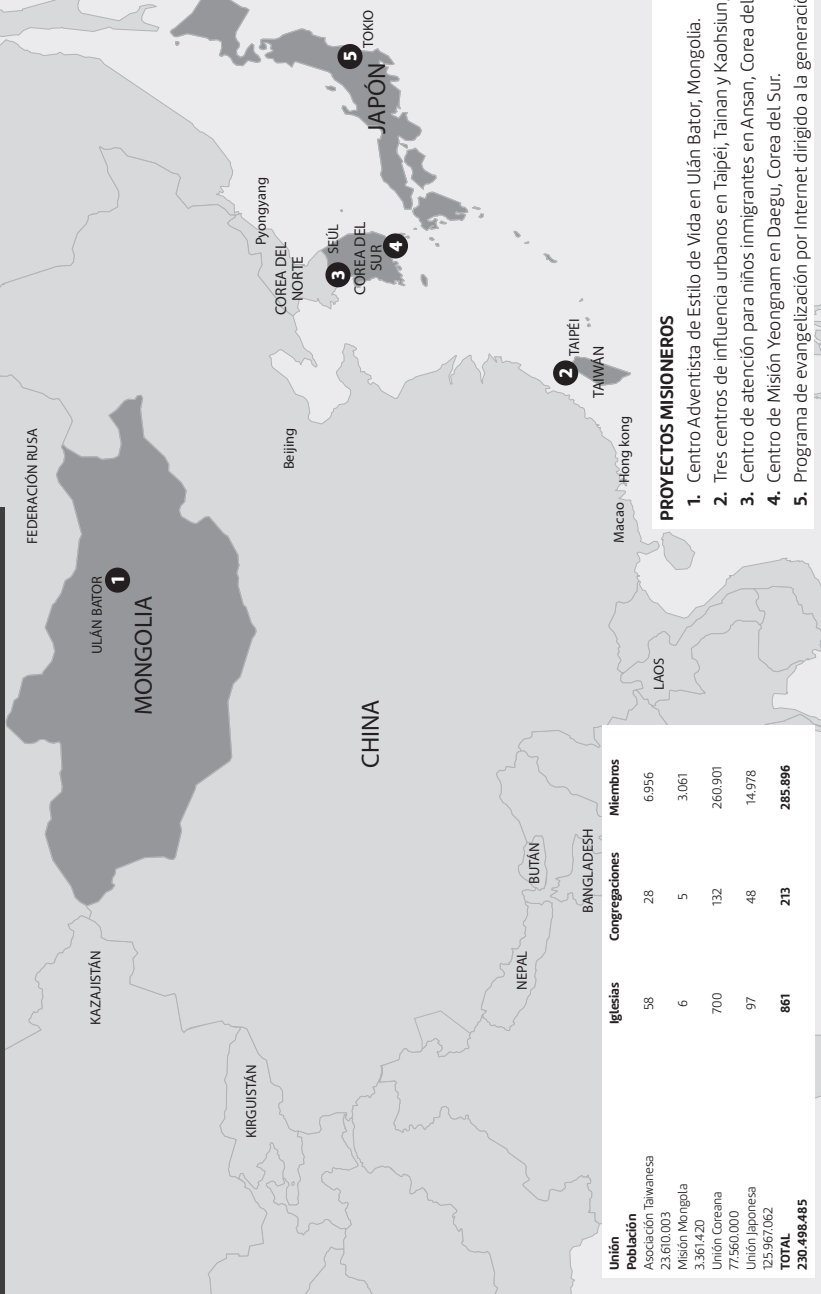 FEDERACIÓN RUSA
KAZAJISTÁN
ULÁN BATOR
1
MONGOLIA
KIRGUISTÁN
CHINA
Beijing
COREA DEL
NORTE
Pyongyang
3
SEÚL
COREA DEL
SUR
4
5
TOKIO
JAPÓN
NEPAL
BUTÁN
BANGLADESH
LAOS
Macao
Hong kong
2
TAIPÉI
TAIWÁN
Unión Iglesias Congregaciones Miembros
Población
Asociación Taiwanesa 58 28 6.956
23.610.003
Misión Mongola 6 5 3.061
3.361.420
Unión Coreana 700 132 260.901
77.560.000
Unión Japonesa 97 48 14.978
125.967.062
TOTAL 861 213 285.896
230.498.485
PROYECTOS MISIONEROS
1. Centro Adventista de Estilo de Vida en Ulán Bator, Mongolia.
2. Tres centros de influencia urbanos en Taipéi, Tainan y Kaohsiun
3. Centro de atención para niños inmigrantes en Ansan, Corea del
4. Centro de Misión Yeongnam en Daegu, Corea del Sur.
5. Programa de evangelización por Internet dirigido a la generació